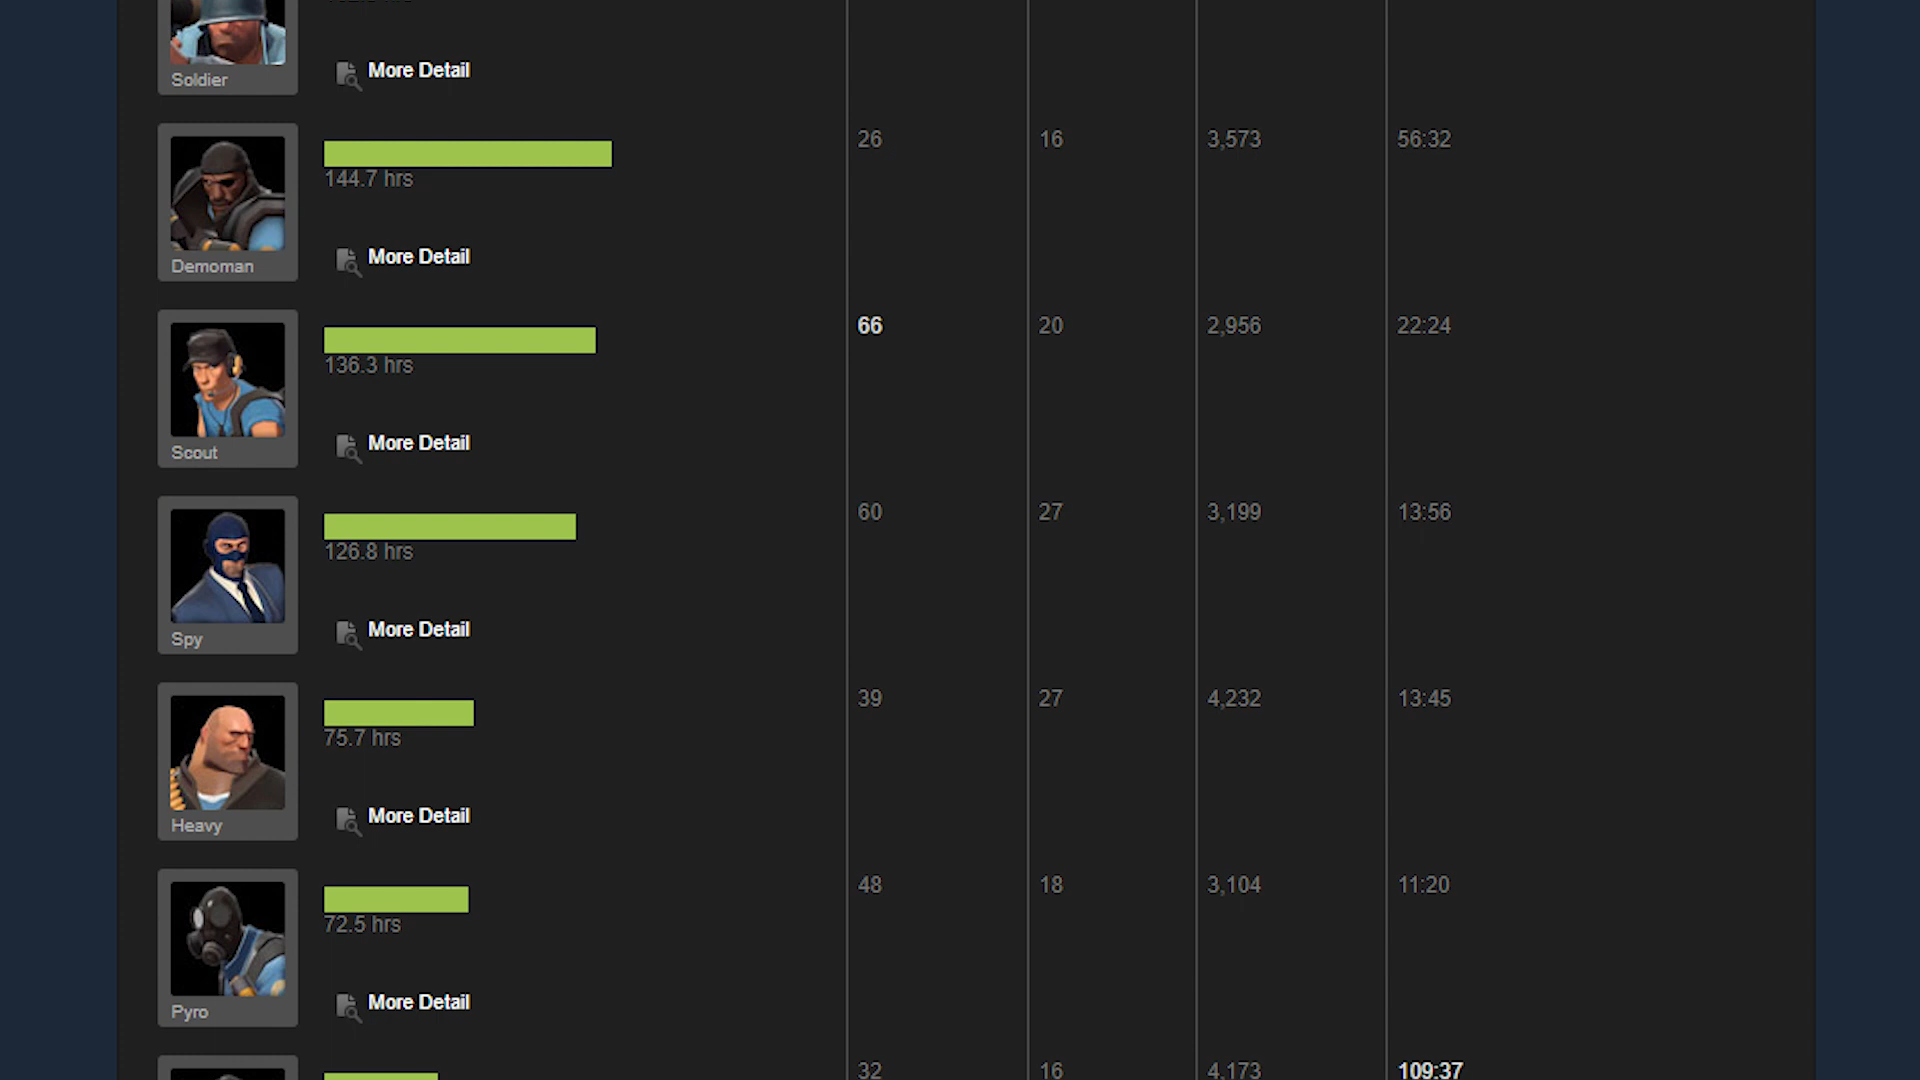 More Detail
Soldier
26 16 3,573 56:32
144.7 hrs
More Detail
Demoman
66 20 2,956 22:24
136.3 hrs
More Detail
Scout
60 27 3,199 13:56
126.8 hrs
More Detail
Spy
39 27 4,232 13:45
75.7 hrs
More Detail
Heavy
48 18 3,104 11:20
72.5 hrs
More Detail
Pyro
32 16 4,173 109:37